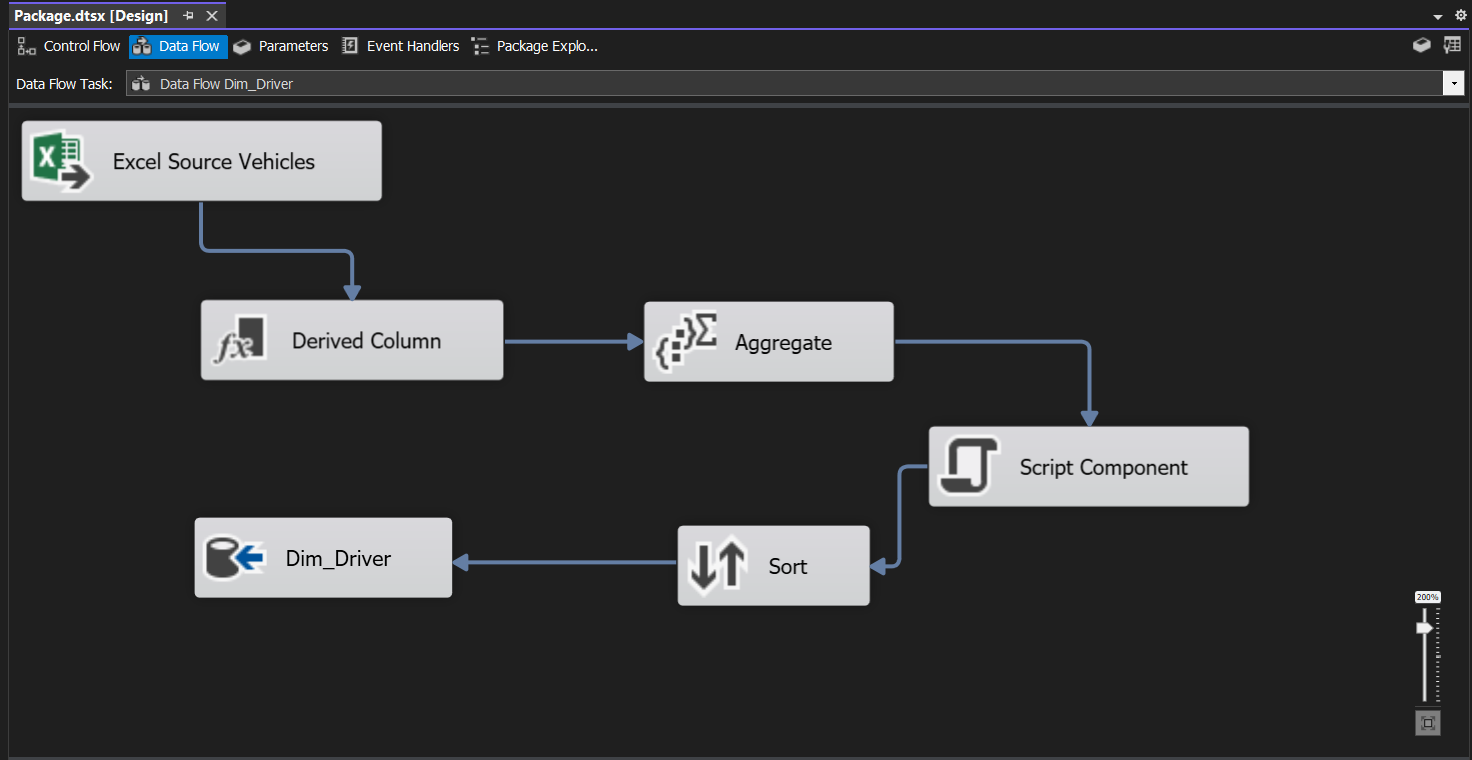 Package.dtsx [Design]
Control Flow Data Flow Parameters Event Handlers Package Explo...
Data Flow Task: Data Flow Dim_Driver
Excel Source Vehicles
Derived Column
Aggregate
Script Component
Dim_Driver
Sort
200%